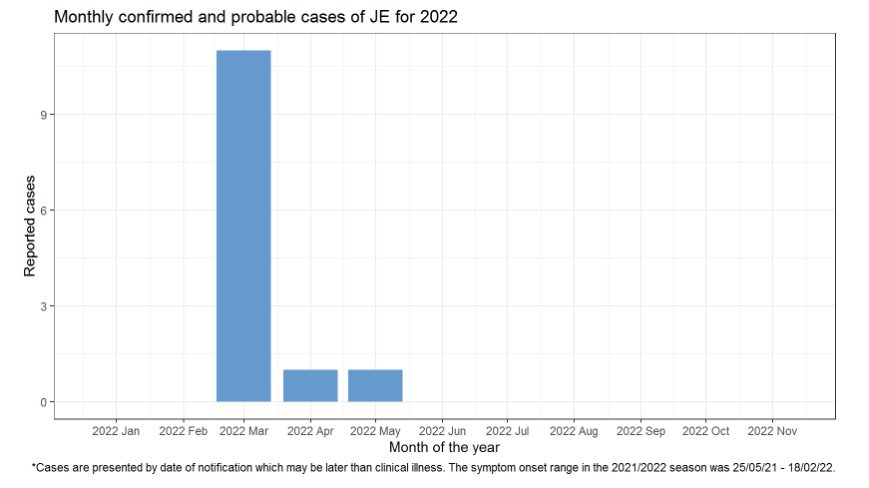 Monthly confirmed and probable cases of JE for 2022
Reported cases
9
6
3
0
2022 Jan 2022 Feb 2022 Mar 2022 Apr 2022 May 2022 Jun 2022 Jul 2022 Aug 2022 Sep 2022 Oct 2022 Nov
Month of the year
*Cases are presented by date of notification which may be later than clinical illness. The symptom onset range in the 2021/2022 season was 25/05/21 - 18/02/22.